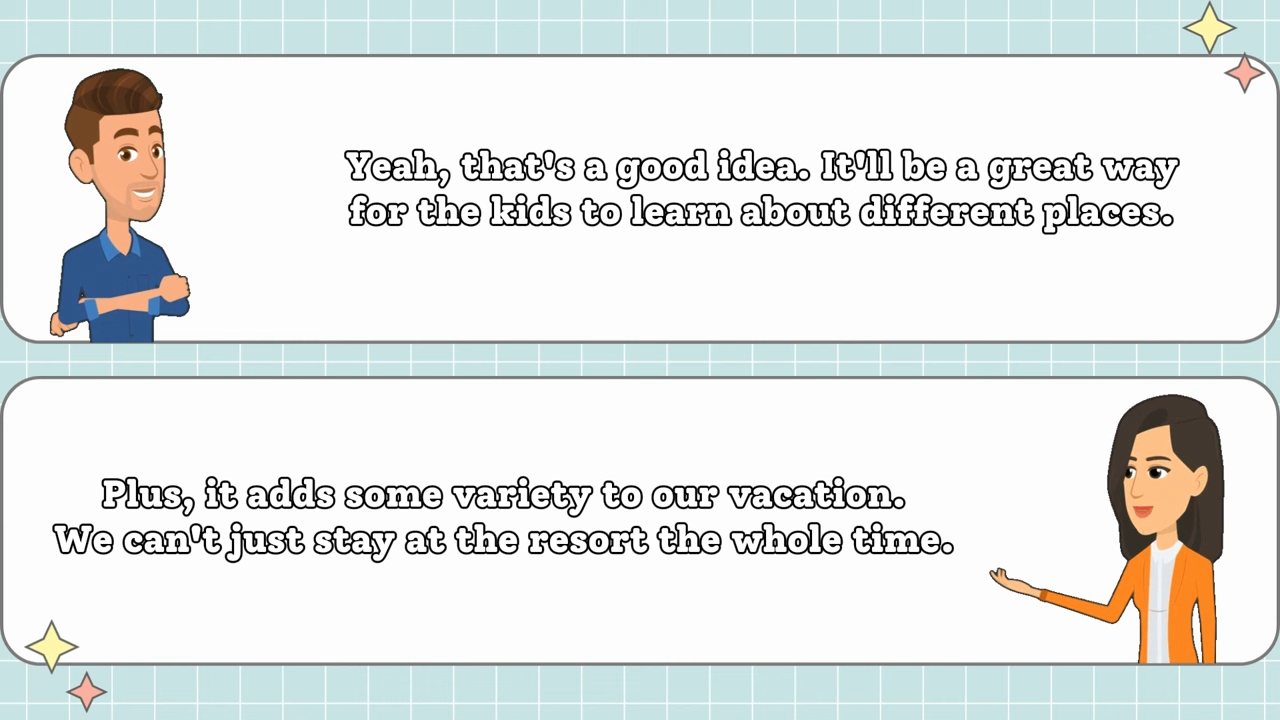 Yeah, that's a good idea. It'll be a great way
for the kids to learn about different places.
Plus, it adds some variety to our vacation.
We can't just stay at the resort the whole time.